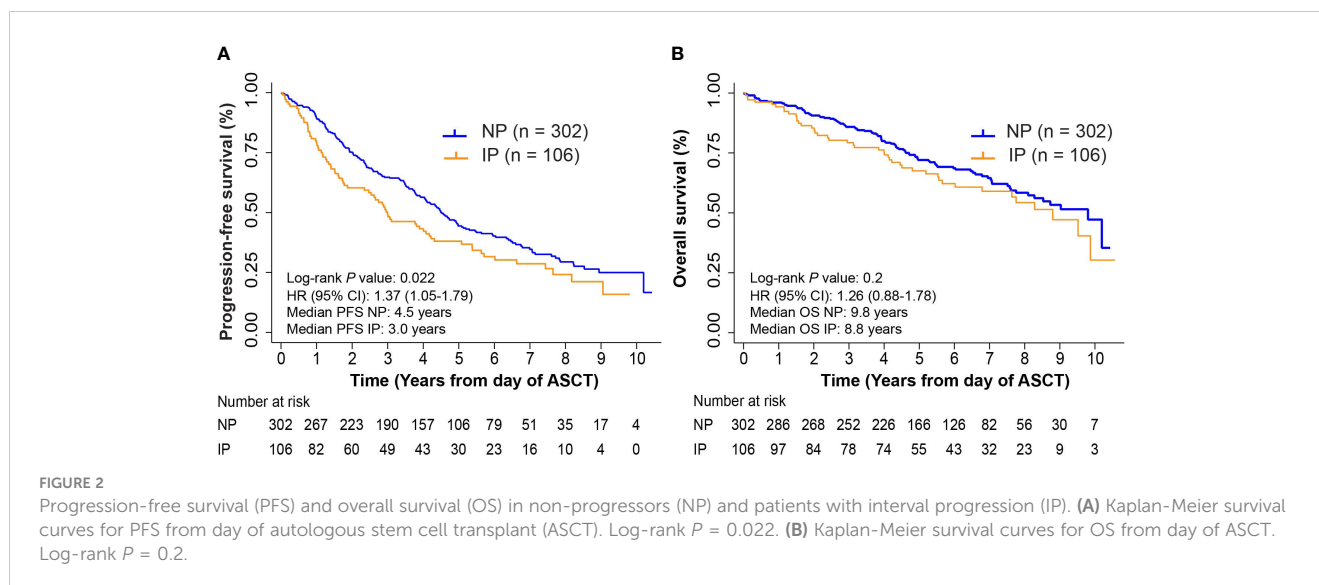 A
Progression-free survival (%)
1.00
0.75
0.50
0.25
0.00
NP (n = 302)
IP (n = 106)
Log-rank P value: 0.022
HR (95% CI): 1.37 (1.05-1.79)
Median PFS NP: 4.5 years
Median PFS IP: 3.0 years
0 1 2 3 4 5 6 7 8 9 10
Time (Years from day of ASCT)
Number at risk
NP 302 267 223 190 157 106 79 51 35 17 4
IP 106 82 60 49 43 30 23 16 10 4 0
B
Overall survival (%)
1.00
0.75
0.50
0.25
0.00
NP (n = 302)
IP (n = 106)
Log-rank P value: 0.2
HR (95% CI): 1.26 (0.88-1.78)
Median OS NP: 9.8 years
Median OS IP: 8.8 years
0 1 2 3 4 5 6 7 8 9 10
Time (Years from day of ASCT)
Number at risk
NP 302 286 268 252 226 166 126 82 56 30 7
IP 106 97 84 78 74 55 43 32 23 9 3
FIGURE 2
Progression-free survival (PFS) and overall survival (OS) in non-progressors (NP) and patients with interval progression (IP). (A) Kaplan-Meier survival
curves for PFS from day of autologous stem cell transplant (ASCT). Log-rank P = 0.022. (B) Kaplan-Meier survival curves for OS from day of ASCT.
Log-rank P = 0.2.